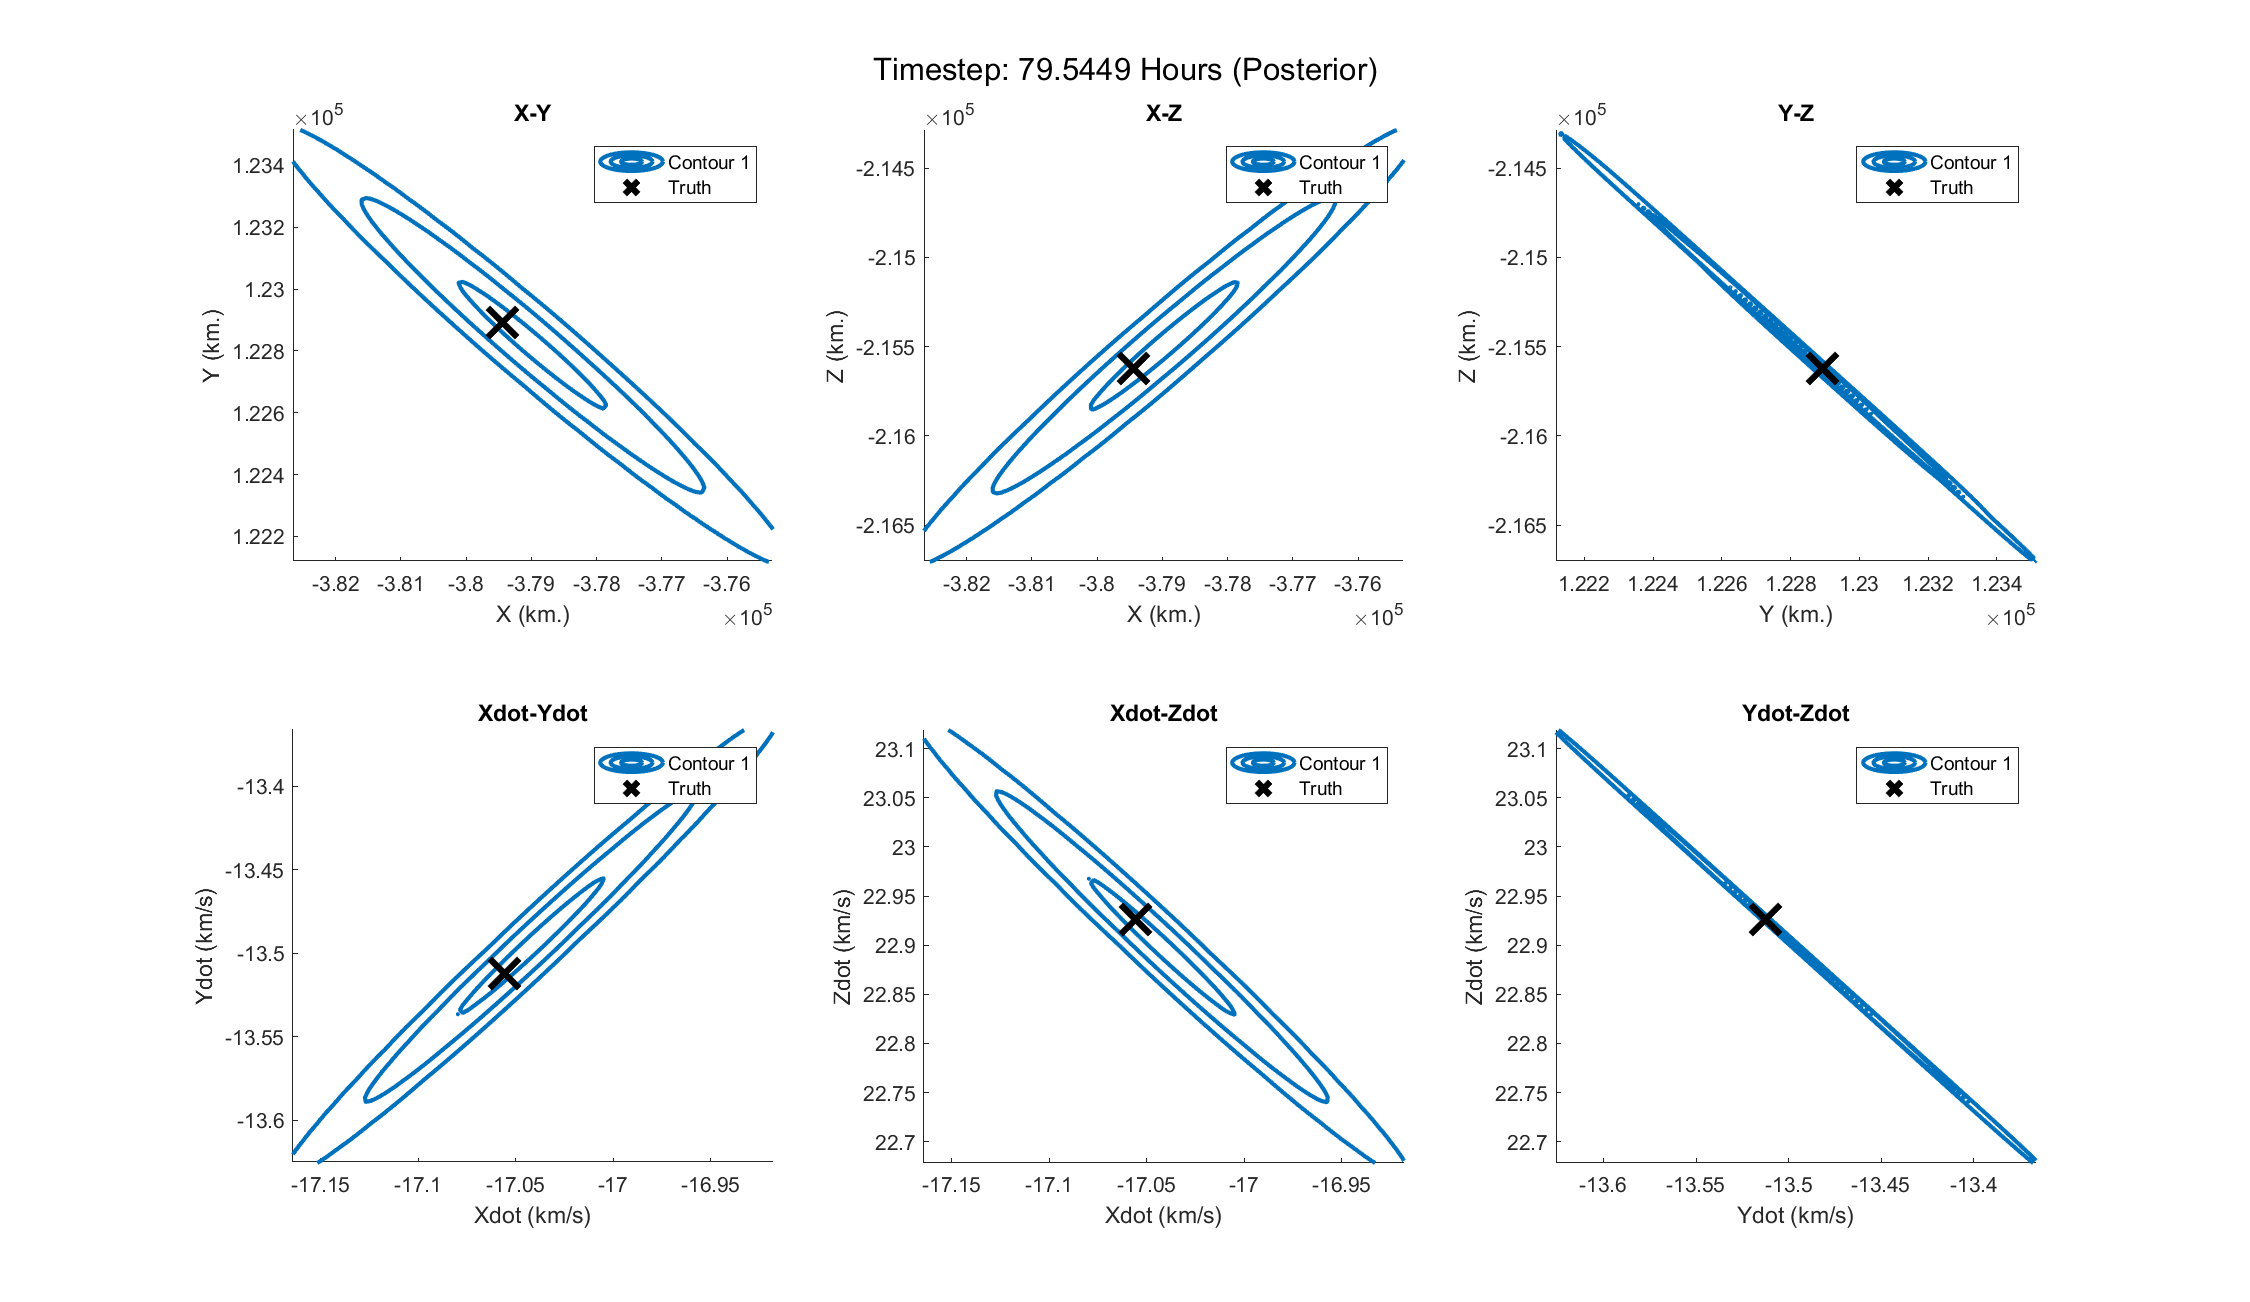 Timestep: 79.5449 Hours (Posterior)
X-Y
×10^5
1.234
1.232
1.23
1.228
1.226
1.224
1.222
Y (km.)
-3.82 -3.81 -3.8 -3.79 -3.78 -3.77 -3.76
X (km.)
×10^5
Contour 1
Truth
X-Z
×10^5
-2.145
-2.15
-2.155
-2.16
-2.165
Z (km.)
-3.82 -3.81 -3.8 -3.79 -3.78 -3.77 -3.76
X (km.)
×10^5
Contour 1
Truth
Y-Z
×10^5
-2.145
-2.15
-2.155
-2.16
-2.165
Z (km.)
1.222 1.224 1.226 1.228 1.23 1.232 1.234
Y (km.)
×10^5
Contour 1
Truth
Xdot-Ydot
-13.4
-13.45
-13.5
-13.55
-13.6
Ydot (km/s)
-17.15 -17.1 -17.05 -17 -16.95
Xdot (km/s)
Contour 1
Truth
Xdot-Zdot
23.1
23.05
23
22.95
22.9
22.85
22.8
22.75
22.7
Zdot (km/s)
-17.15 -17.1 -17.05 -17 -16.95
Xdot (km/s)
Contour 1
Truth
Ydot-Zdot
23.1
23.05
23
22.95
22.9
22.85
22.8
22.75
22.7
Zdot (km/s)
-13.6 -13.55 -13.5 -13.45 -13.4
Ydot (km/s)
Contour 1
Truth